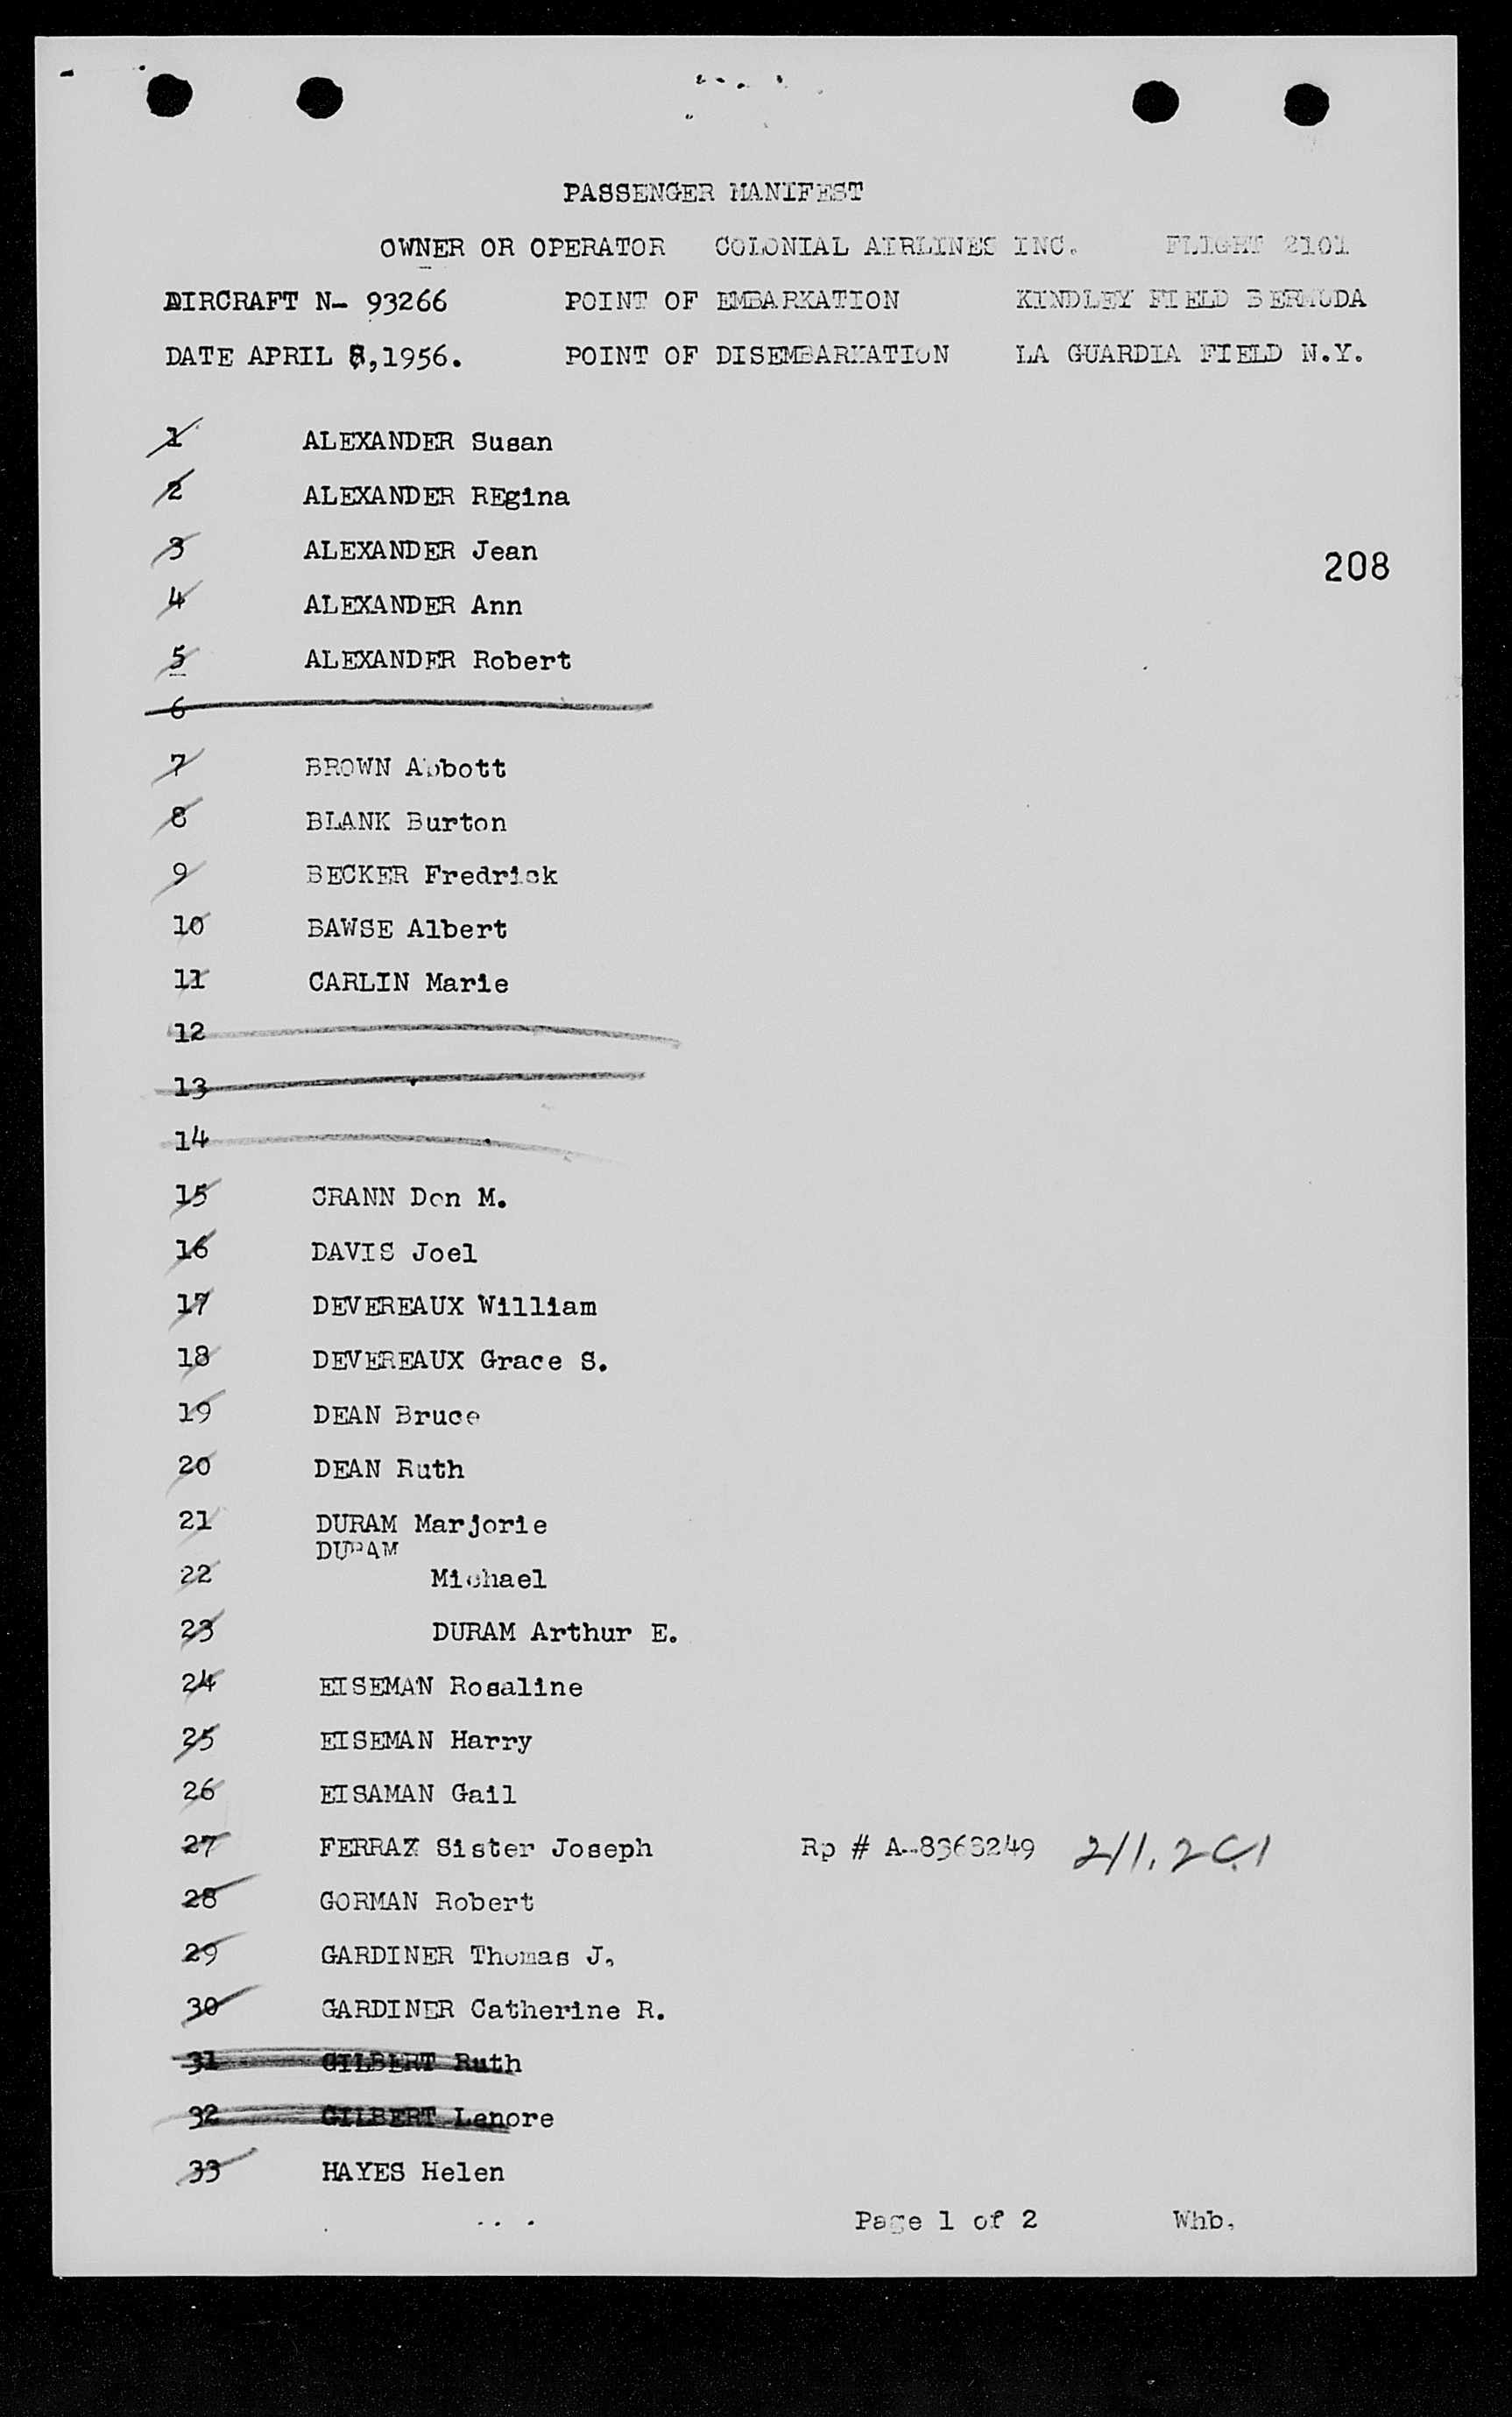 PASSENGER MANIFEST
OWNER OR OPERATOR COLONIAL AIRLINES INC. FLIGHT 2101
AIRCRAFT N- 93266 POINT OF EMBARKATION KINDLEY FIELD BERMUDA
DATE APRIL 8,1956. POINT OF DISEMBARKATION LA GUARDIA FIELD N.Y.
1 ALEXANDER Susan
2 ALEXANDER REgina
3 ALEXANDER Jean
208
4 ALEXANDER Ann
5 ALEXANDER Robert
6
7 BROWN Abbott
8 BLANK Burton
9 BECKER Fredrick
10 BAWSE Albert
11 CARLIN Marie
12
13
14
15 CRANN Don M.
16 DAVIS Joel
17 DEVEREAUX William
18 DEVEREAUX Grace S.
19 DEAN Bruce
20 DEAN Ruth
21 DURAM Marjorie
DURAM
22 Michael
23 DURAM Arthur E.
24 EISEMAN Rosaline
25 EISEMAN Harry
26 EISAMAN Gail
27 FERRAZ Sister Joseph Rp # 211.201
28 GORMAN Robert
29 GARDINER Thomas J.
30 GARDINER Catherine R.
31 GILBERT Ruth
32 GILBERT Lenore
33 HAYES Helen
Page 1 of 2 Whb.